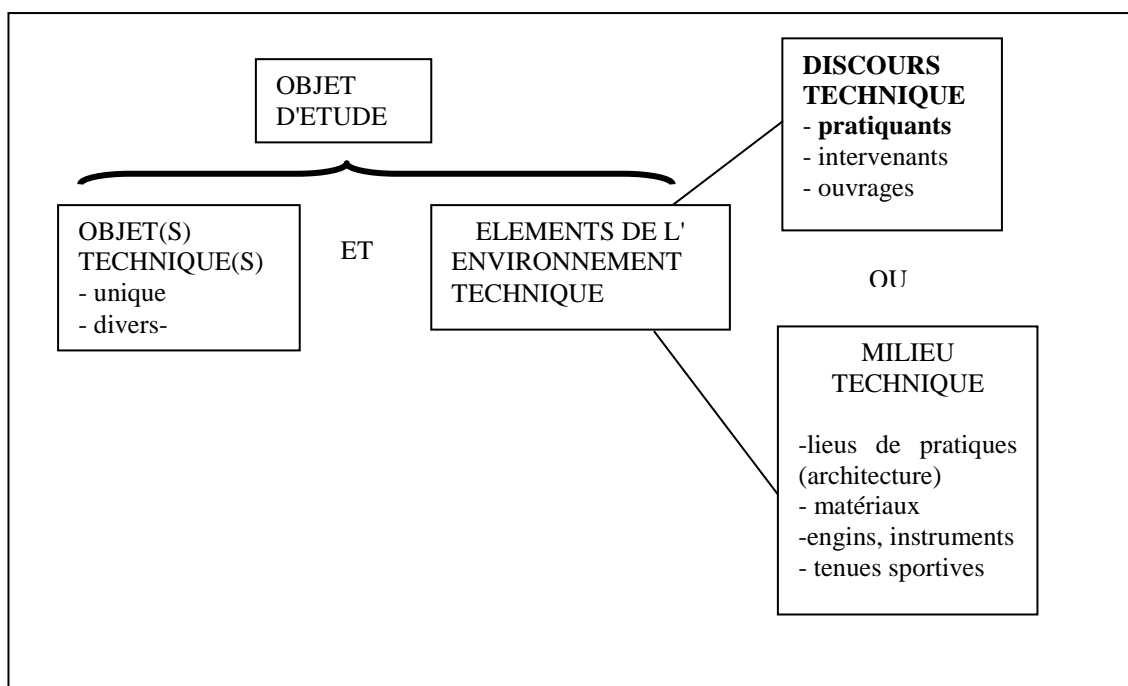 OBJET
D'ETUDE
OBJET(S)
TECHNIQUE(S)
- unique
- divers-
ET
ELEMENTS DE L'
ENVIRONNEMENT
TECHNIQUE
DISCOURS
TECHNIQUE
- pratiquants
- intervenants
- ouvrages
OU
MILIEU
TECHNIQUE
-lieus de pratiques
(architecture)
- matériaux
-engins, instruments
- tenues sportives